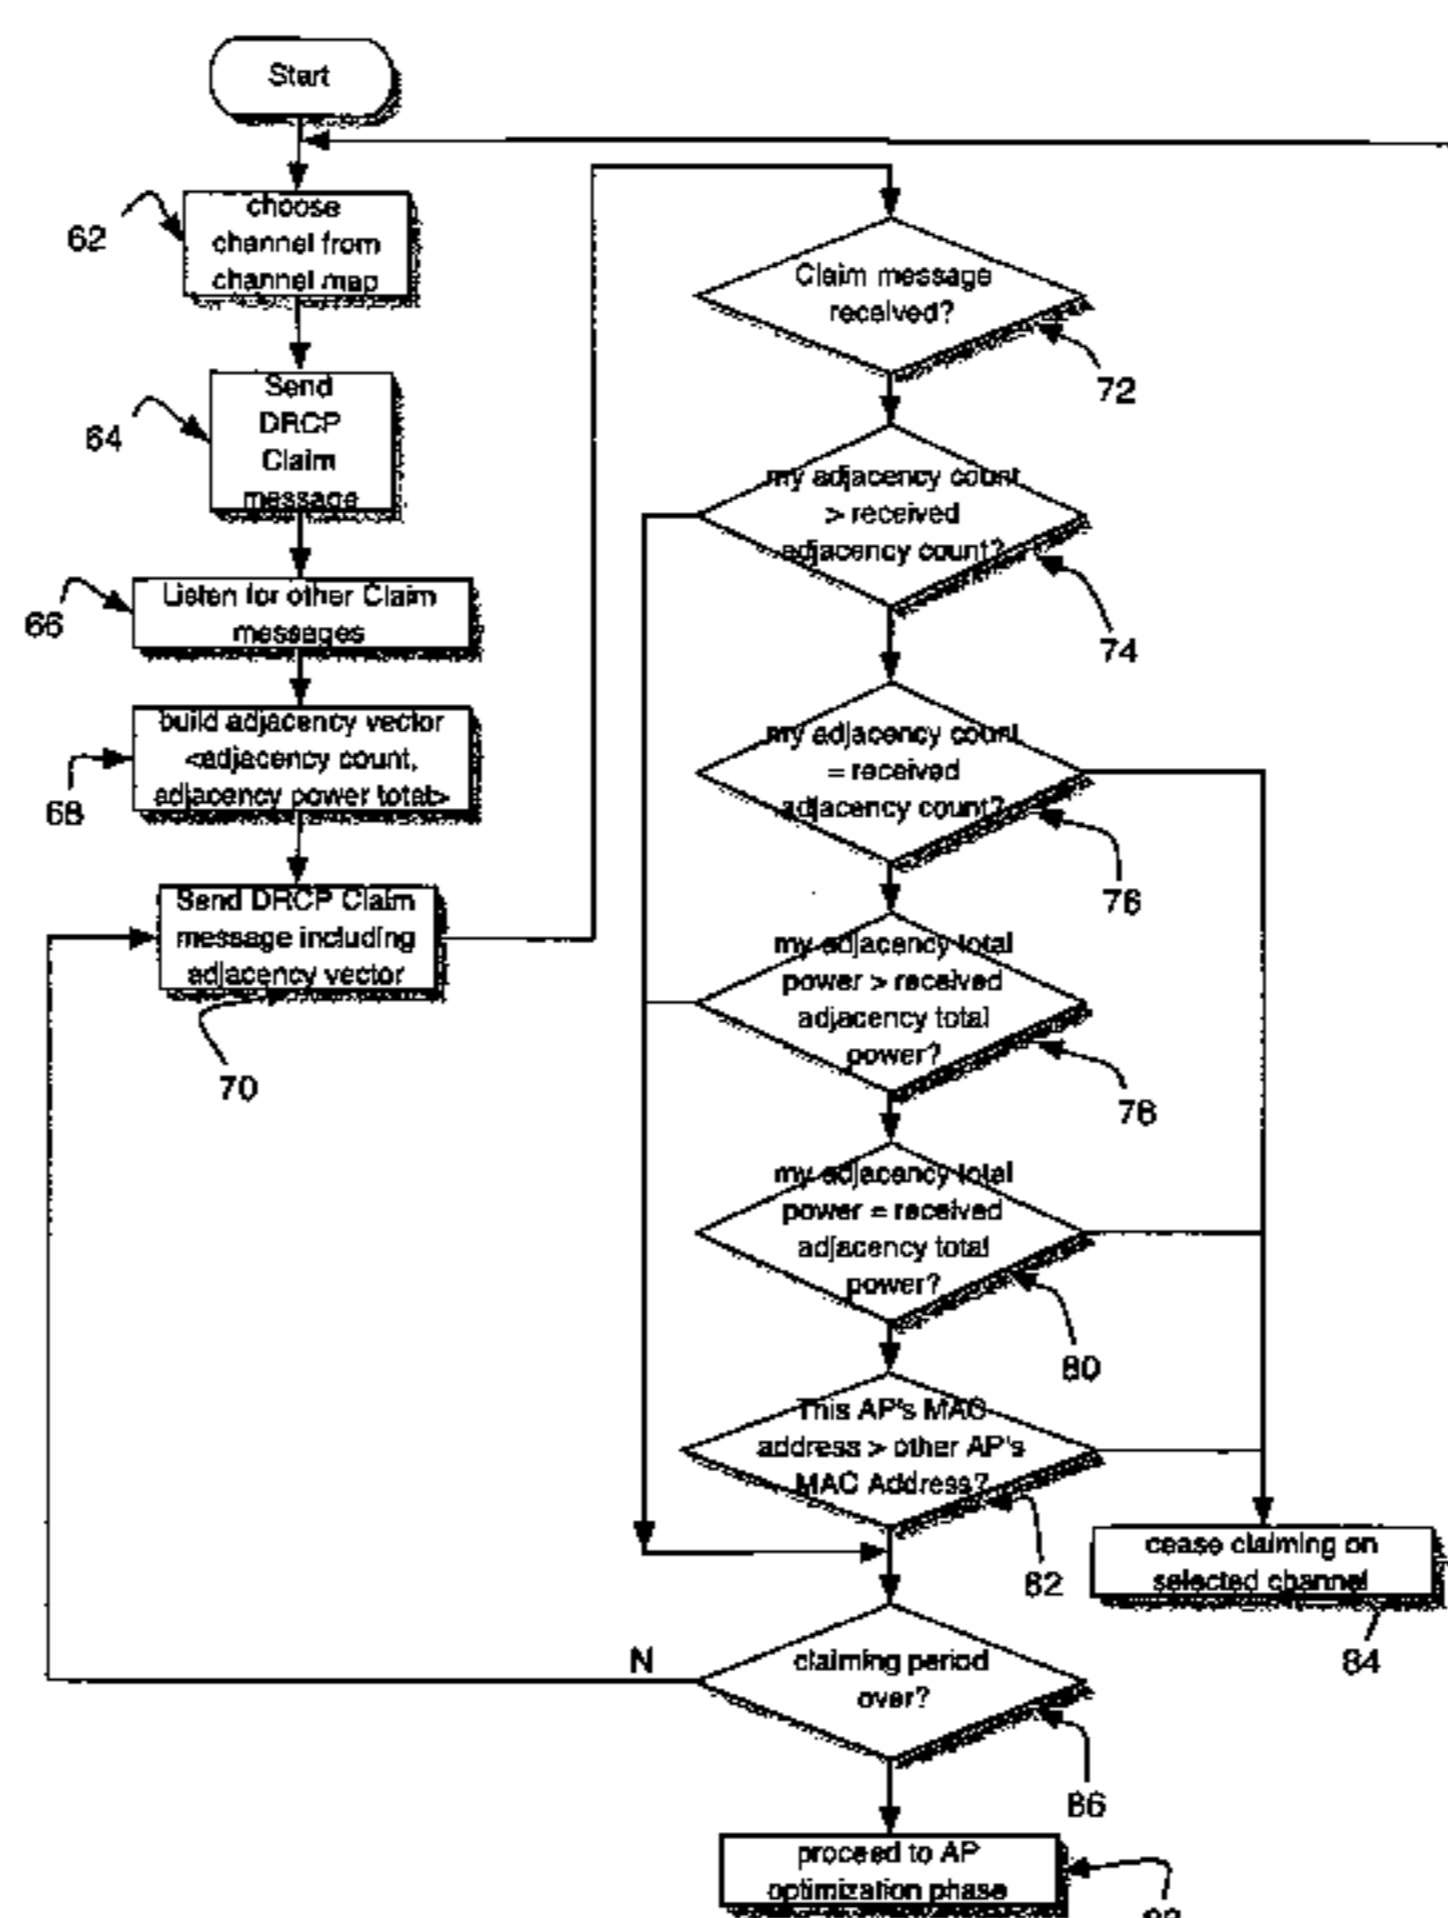 Start
62
choose
channel from
channel map
64
Send
DRCP
Claim
message
66
Listen for other Claim
messages
68
build adjacency vector
<adjacency count,
adjacency power total>
Send DRCP Claim
message including
adjacency vector
70
Claim message
received?
72
my adjacency count
> received
adjacency count?
74
my adjacency count
= received
adjacency count?
76
my adjacency total
power > received
adjacency total
power?
78
my adjacency total
power = received
adjacency total
power?
80
This AP's MAC
address > other AP's
MAC Address?
82
cease claiming on
selected channel
84
N
claiming period
over?
86
proceed to AP
optimization phase